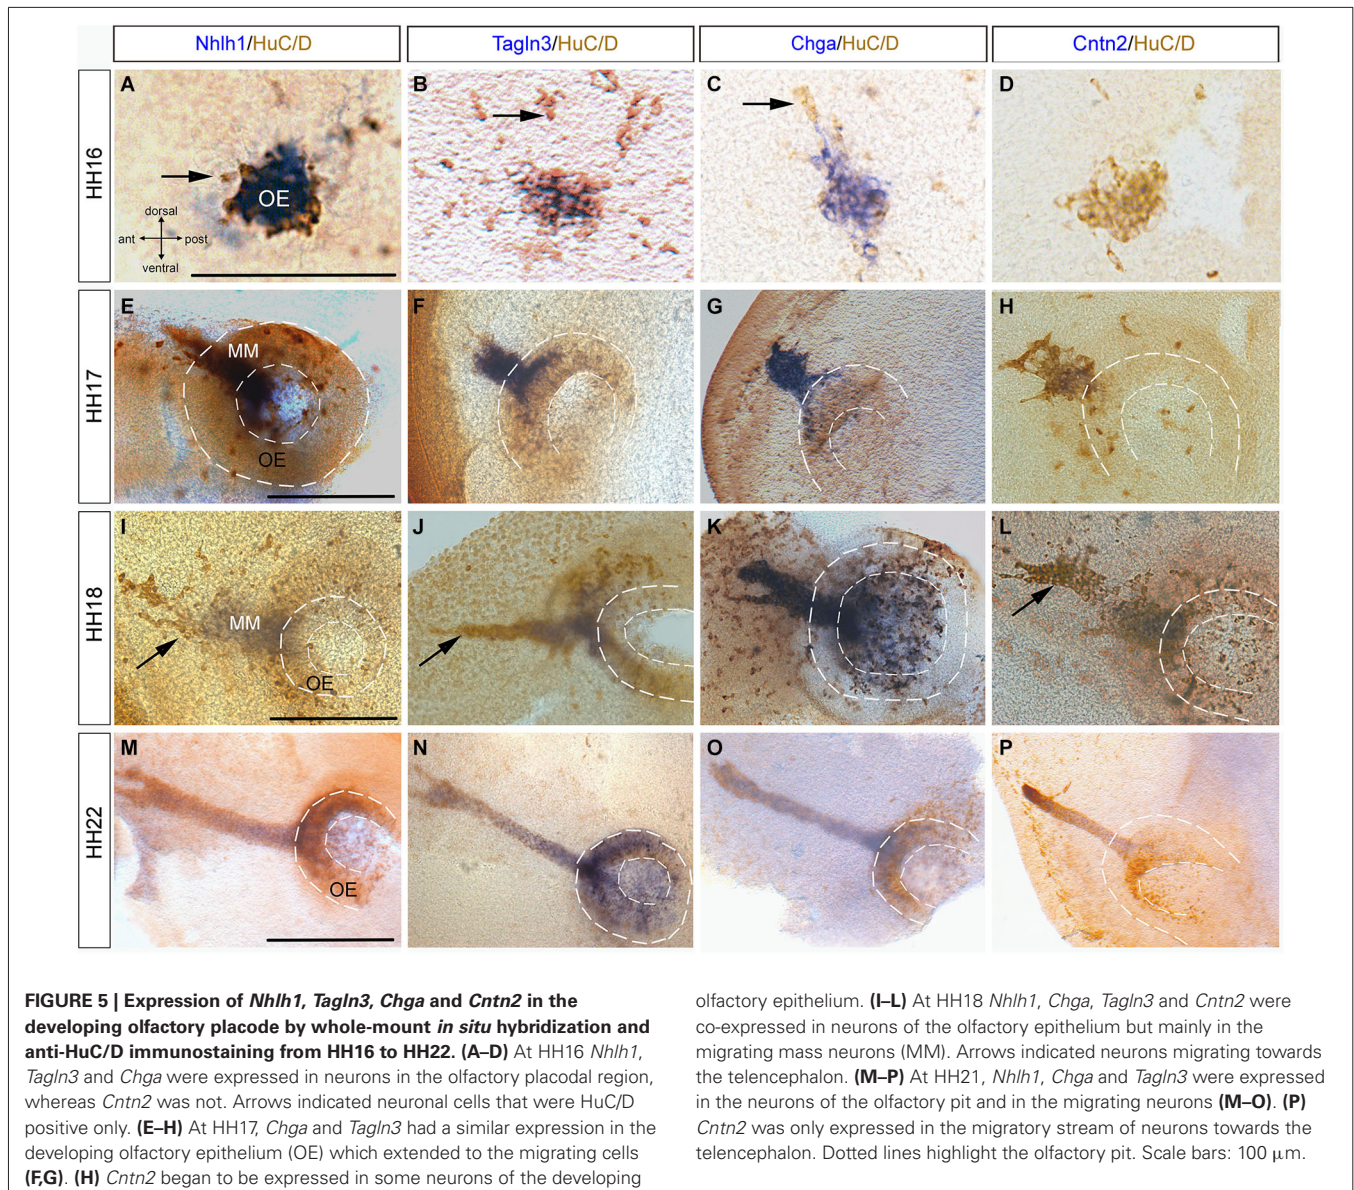 Nhlh1/HuC/D
Tagln3/HuC/D
Chga/HuC/D
Cntn2/HuC/D
HH16
A
OE
dorsal
ant
post
ventral
B
C
D
HH17
E
MM
OE
F
G
H
HH18
I
MM
OE
J
K
L
HH22
M
OE
N
O
P
FIGURE 5 | Expression of Nhlh1, Tagln3, Chga and Cntn2 in the
developing olfactory placode by whole-mount in situ hybridization and
anti-HuC/D immunostaining from HH16 to HH22. (A–D) At HH16 Nhlh1,
Tagln3 and Chga were expressed in neurons in the olfactory placodal region,
whereas Cntn2 was not. Arrows indicated neuronal cells that were HuC/D
positive only. (E–H) At HH17, Chga and Tagln3 had a similar expression in the
developing olfactory epithelium (OE) which extended to the migrating cells
(F,G). (H) Cntn2 began to be expressed in some neurons of the developing
olfactory epithelium. (I–L) At HH18 Nhlh1, Chga, Tagln3 and Cntn2 were
co-expressed in neurons of the olfactory epithelium but mainly in the
migrating mass neurons (MM). Arrows indicated neurons migrating towards
the telencephalon. (M–P) At HH21, Nhlh1, Chga and Tagln3 were expressed
in the neurons of the olfactory pit and in the migrating neurons (M–O). (P)
Cntn2 was only expressed in the migratory stream of neurons towards the
telencephalon. Dotted lines highlight the olfactory pit. Scale bars: 100 μm.